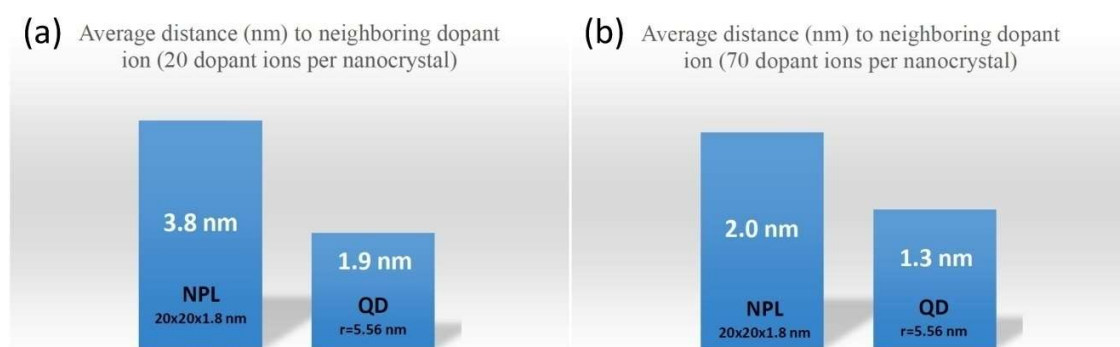 (a) Average distance (nm) to neighboring dopant
ion (20 dopant ions per nanocrystal)
3.8 nm
NPL
20x20x1.8 nm
1.9 nm
QD
r=5.56 nm
(b) Average distance (nm) to neighboring dopant
ion (70 dopant ions per nanocrystal)
2.0 nm
NPL
20x20x1.8 nm
1.3 nm
QD
r=5.56 nm